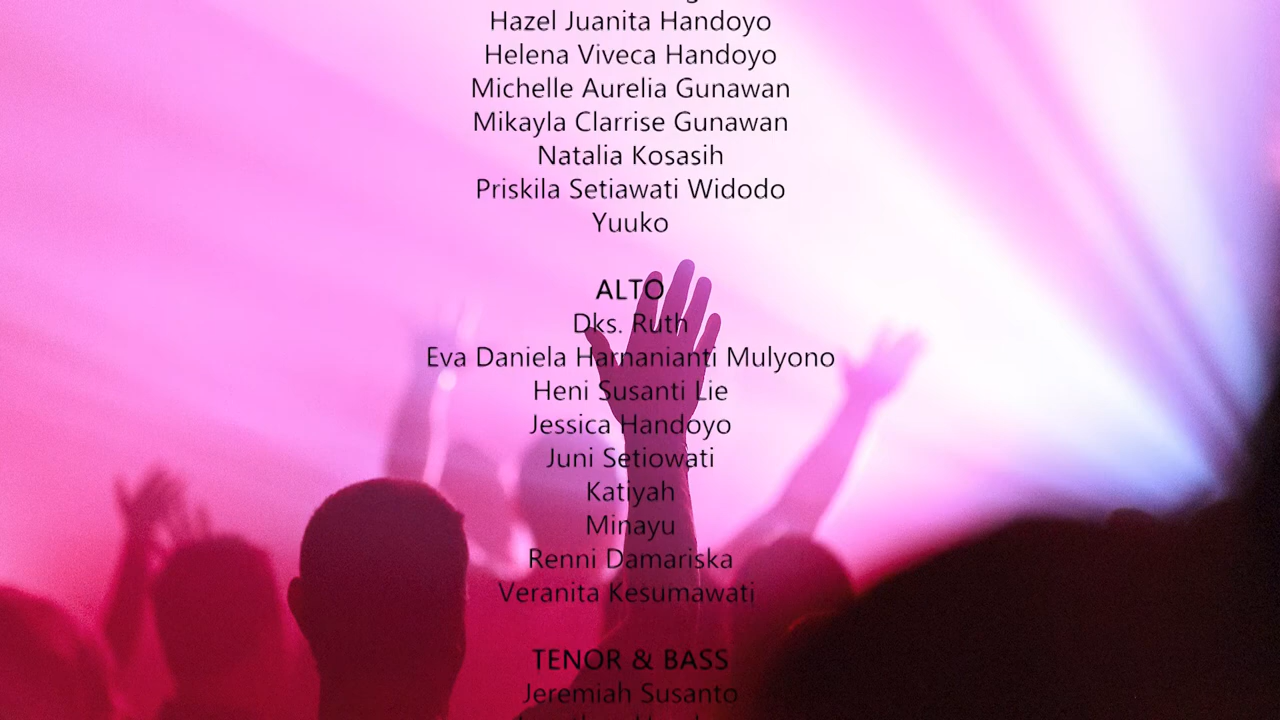 Hazel Juanita Handoyo
Helena Viveca Handoyo
Michelle Aurelia Gunawan
Mikayla Clarrise Gunawan
Natalia Kosasih
Priskila Setiawati Widodo
Yuuko
ALTO
Dks. Ruth
Eva Daniela Harnanianti Mulyono
Heni Susanti Lie
Jessica Handoyo
Juni Setiowati
Katiyah
Minayu
Renni Damariska
Veranita Kesumawati
TENOR & BASS
Jeremiah Susanto